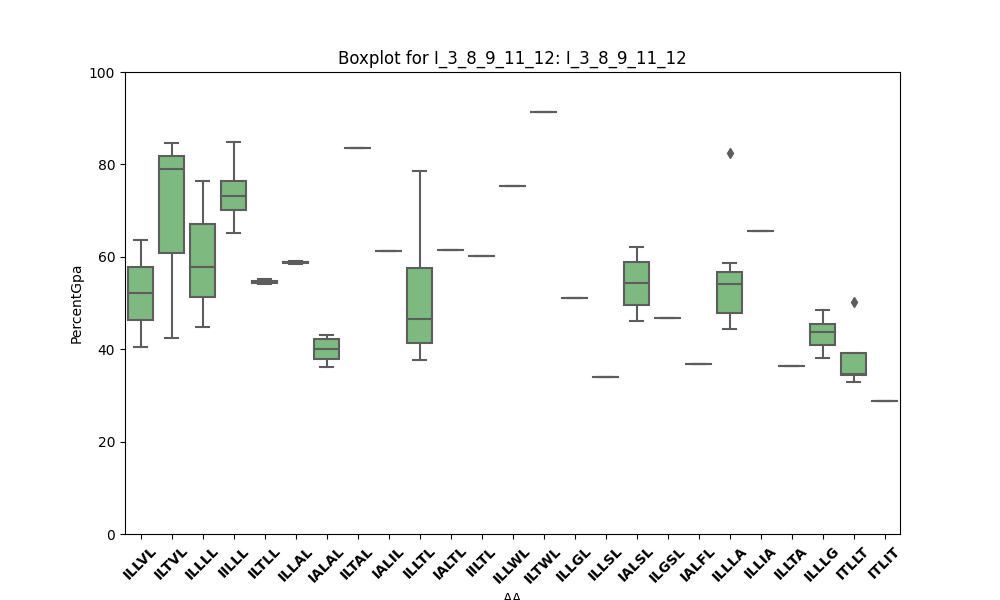 Boxplot for I_3_8_9_11_12: I_3_8_9_11_12
PercentGpa
100
80
60
40
20
0
ILLVL
ILTVL
ILLLL
IILLL
ILTLL
ILLAL
IALAL
ILTAL
IALIL
ILLTL
IALTL
IILTL
ILLWL
ILTWL
ILLGL
ILLSL
IALSL
ILGSL
IALFL
ILLLA
ILLIA
ILLTA
ILLLG
ITLLT
ITLIT
AA